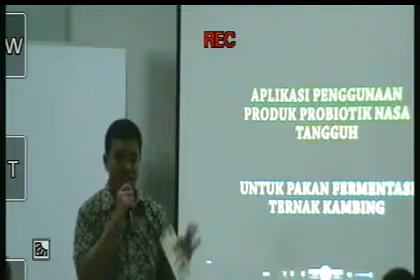 W
REC
APLIKASI PENGGUNAAN
PRODUK PROBIOTIK NASA
TANGGUH
T
UNTUK PAKAN FERMENTASI
TERNAK KAMBING